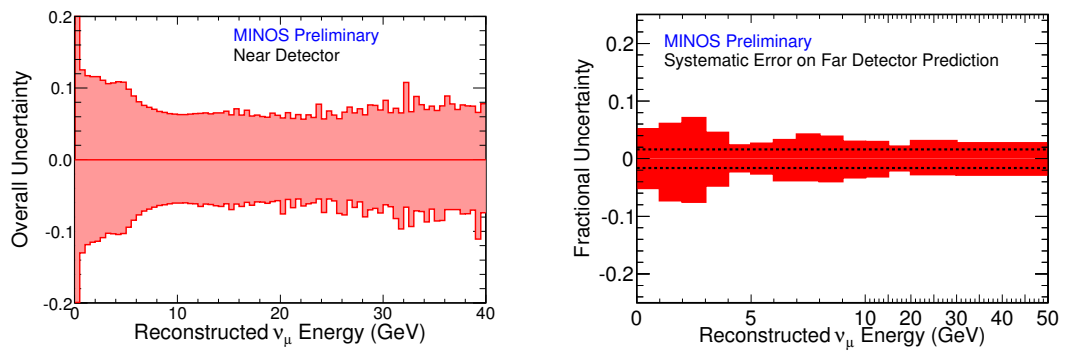 0.2
0.1
0.0
-0.1
-0.2
Overall Uncertainty
MINOS Preliminary
Near Detector
0
10
20
30
40
Reconstructed νμ Energy (GeV)
0.2
0.1
0
-0.1
-0.2
Fractional Uncertainty
MINOS Preliminary
Systematic Error on Far Detector Prediction
0
5
10
20
30
40
50
Reconstructed νμ Energy (GeV)